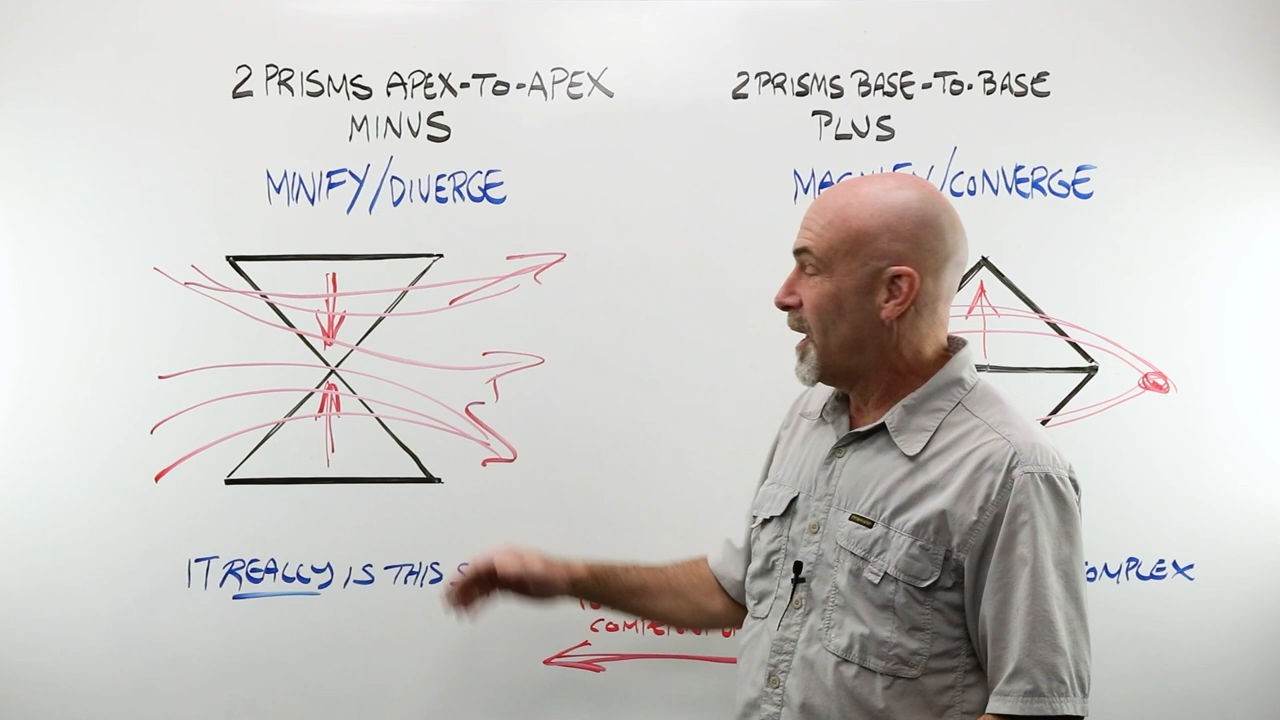 2 PRISMS APEX-TO-APEX
MINUS
MINIFY/DIVERGE
2 PRISMS BASE-TO-BASE
PLUS
MAGNIFY/CONVERGE
IT REALLY IS THIS